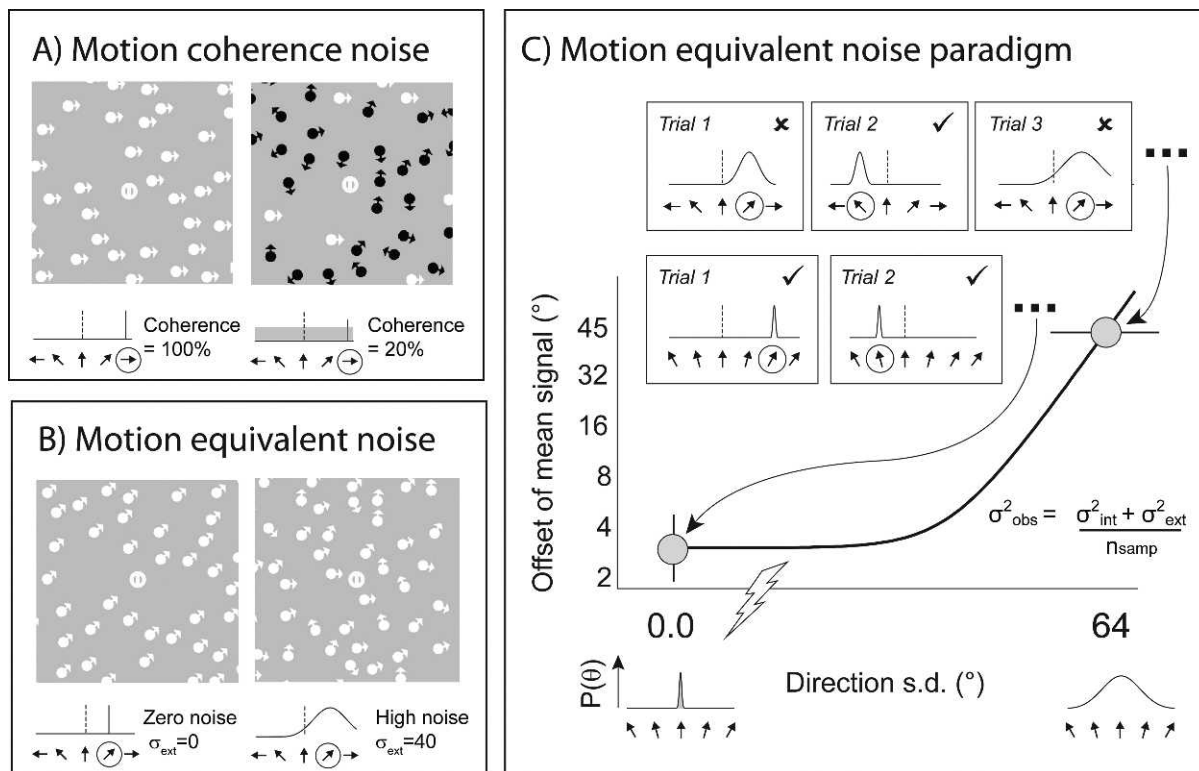 A) Motion coherence noise
Coherence
= 100%
Coherence
= 20%
B) Motion equivalent noise
Zero noise
σext=0
High noise
σext=40
C) Motion equivalent noise paradigm
Trial 1 ✘
Trial 2 ✓
Trial 3 ✘
Trial 1 ✓
Trial 2 ✓
Offset of mean signal (°)
45
32
16
8
4
2
σ²obs = σ²int + σ²ext
nsamp
0.0
64
P(θ)
Direction s.d. (°)